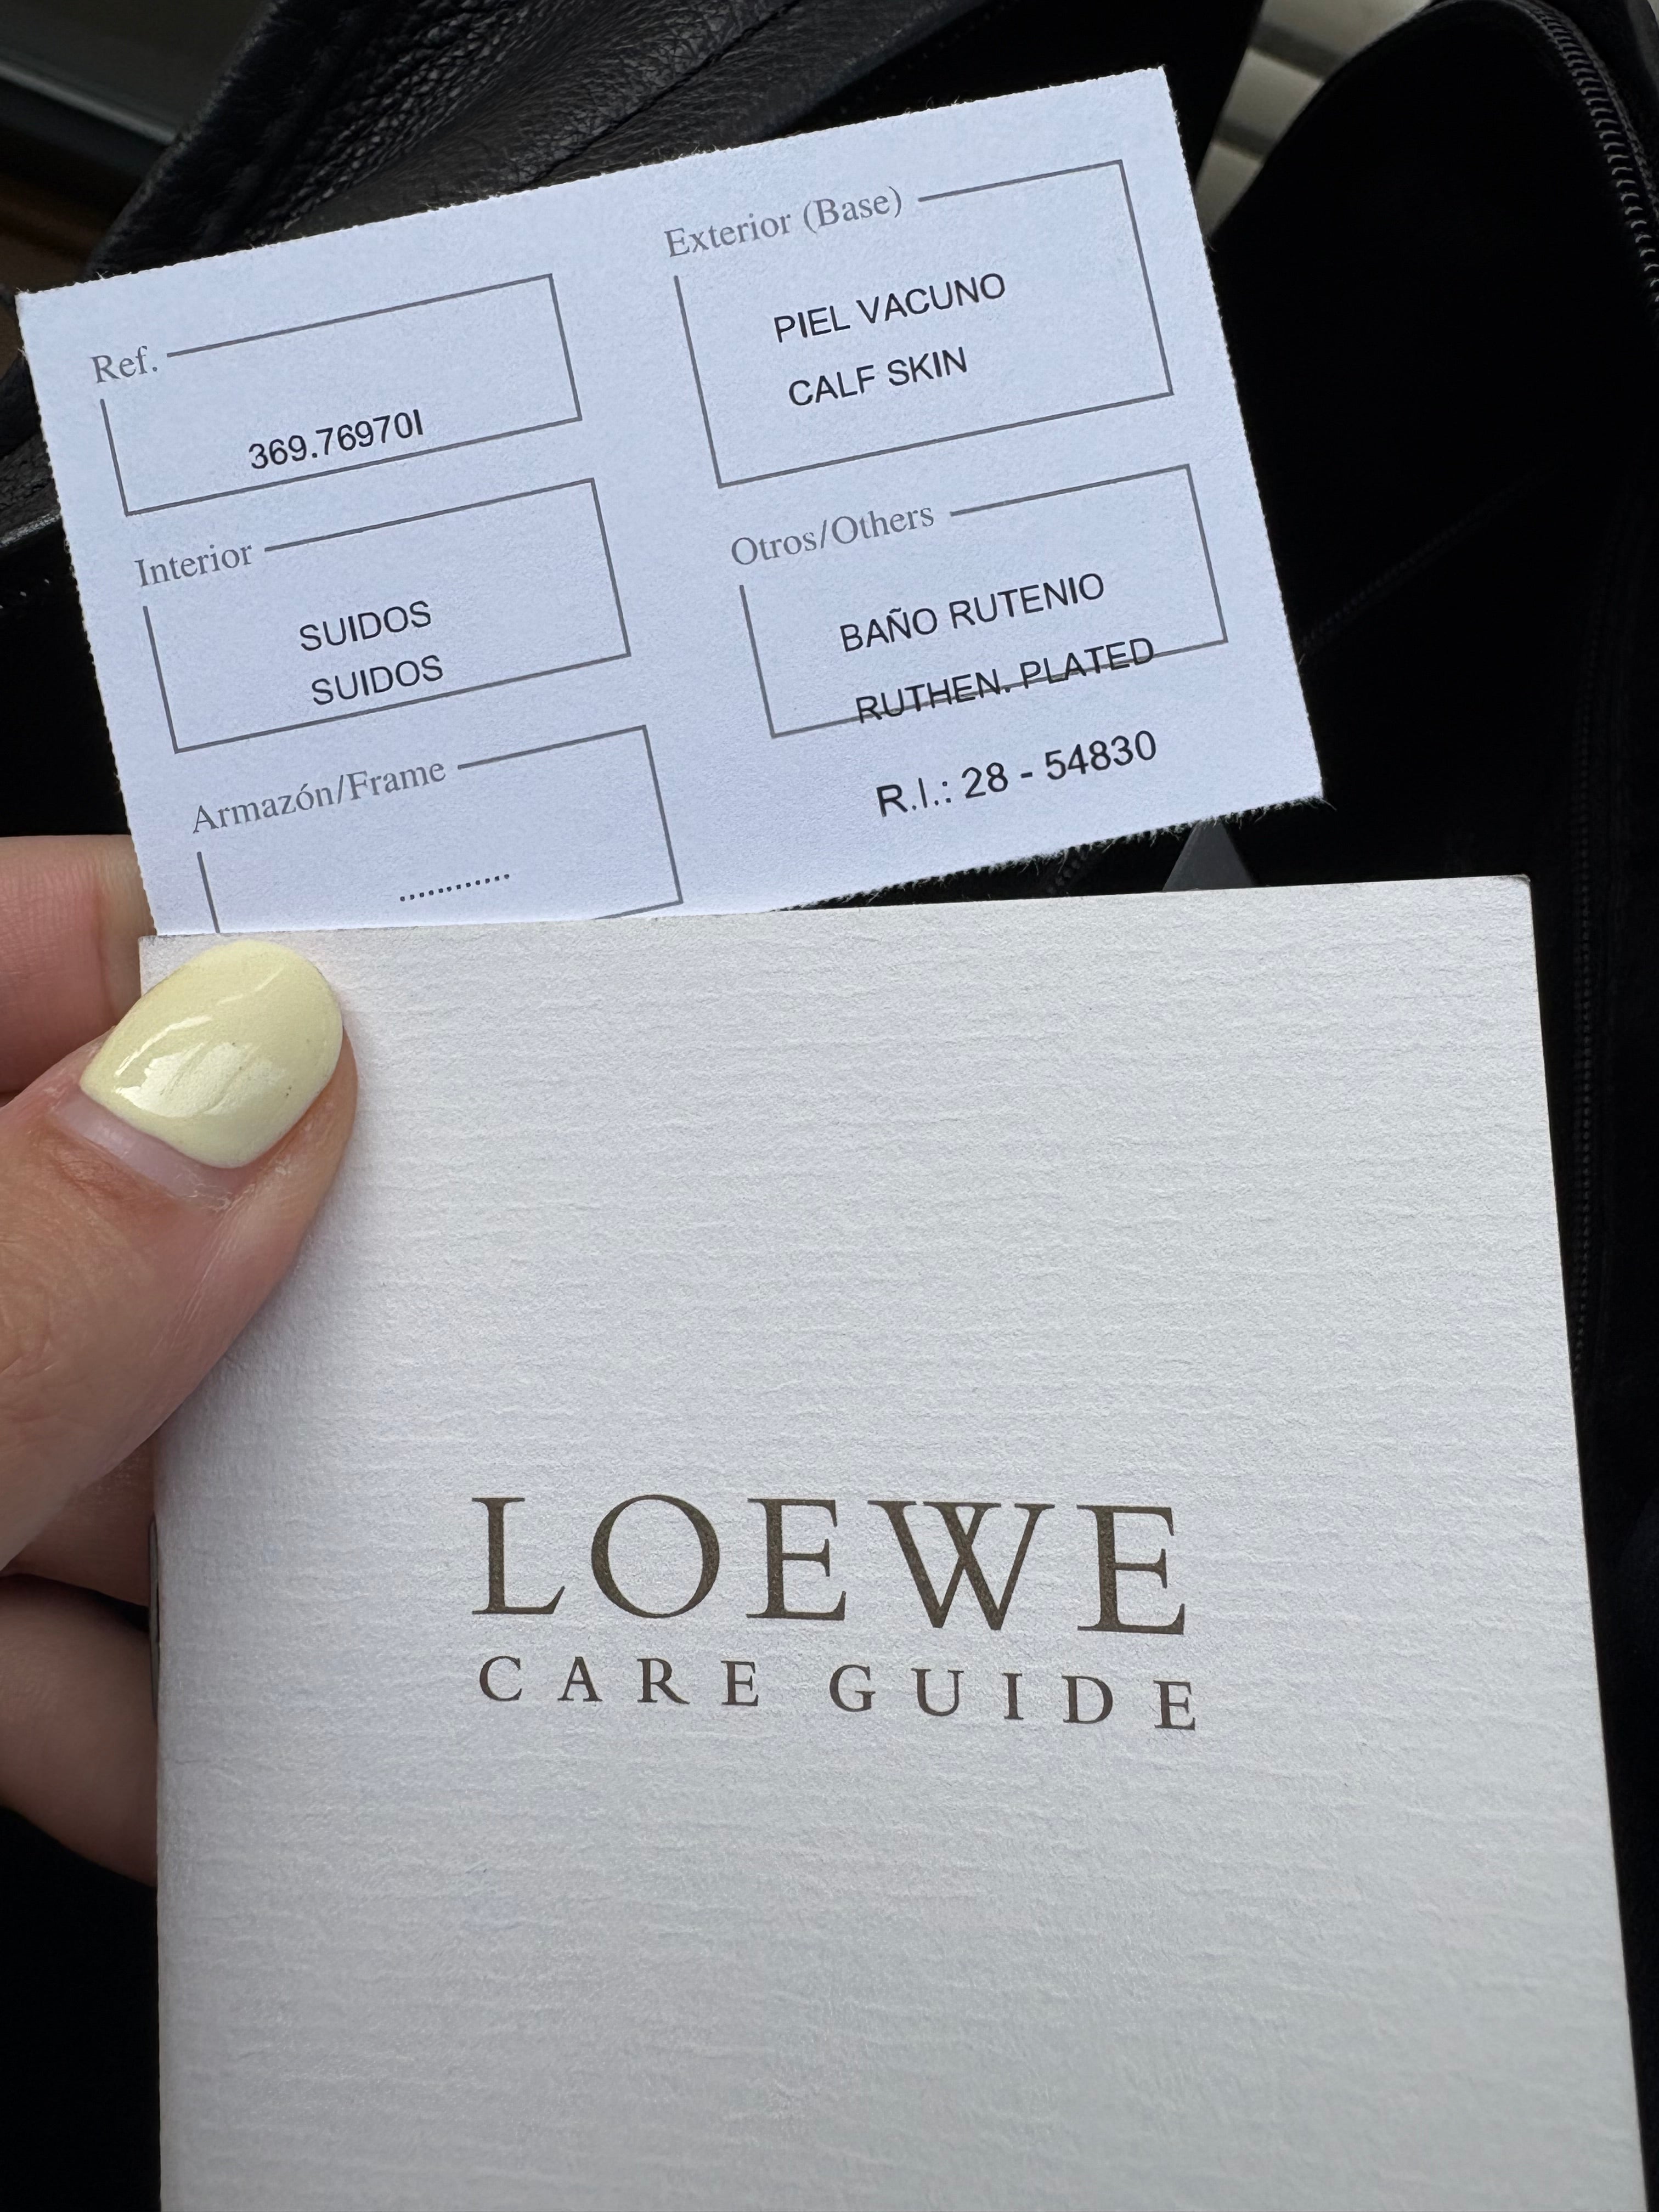 Ref.
369.76970I
Interior
SUIDOS
SUIDOS
Armazón/Frame
............
Exterior (Base)
PIEL VACUNO
CALF SKIN
Otros/Others
BAÑO RUTENIO
RUTHEN. PLATED
R.I.: 28 - 54830
LOEWE
CARE GUIDE